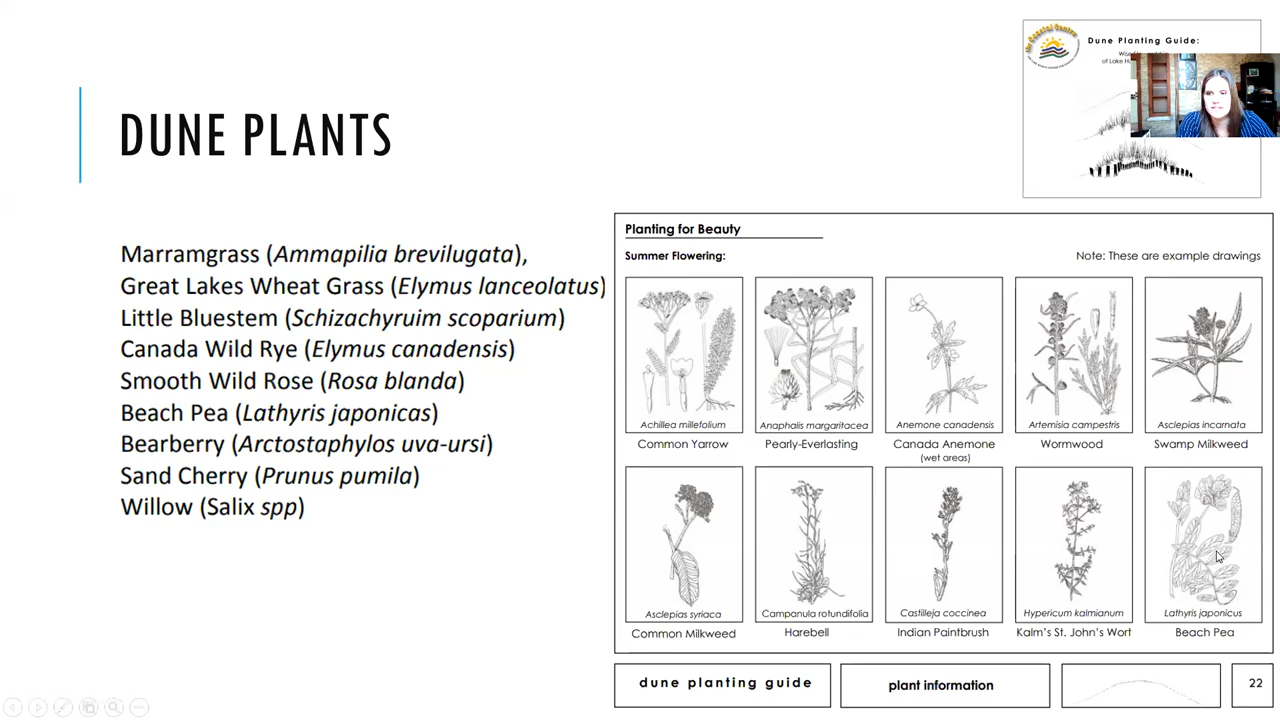 DUNE PLANTS
Marramgrass (Ammapilia brevilugata),
Great Lakes Wheat Grass (Elymus lanceolatus)
Little Bluestem (Schizachyruim scoparium)
Canada Wild Rye (Elymus canadensis)
Smooth Wild Rose (Rosa blanda)
Beach Pea (Lathyris japonicas)
Bearberry (Arctostaphylos uva-ursi)
Sand Cherry (Prunus pumila)
Willow (Salix spp)
Dune Planting Guide:
of Lake
Planting for Beauty
Summer Flowering:
Note: These are example drawings
Achillea millefolium
Anaphalis margaritacea
Anemone canadensis
Artemisia campestris
Asclepias incarnata
Common Yarrow
Pearly-Everlasting
Canada Anemone
(wet areas)
Wormwood
Swamp Milkweed
Asclepias syriaca
Campanula rotundifolia
Castilleja coccinea
Hypericum kalmianum
Lathyris japonicus
Common Milkweed
Harebell
Indian Paintbrush
Kalm's St. John's Wort
Beach Pea
dune planting guide
plant information
22